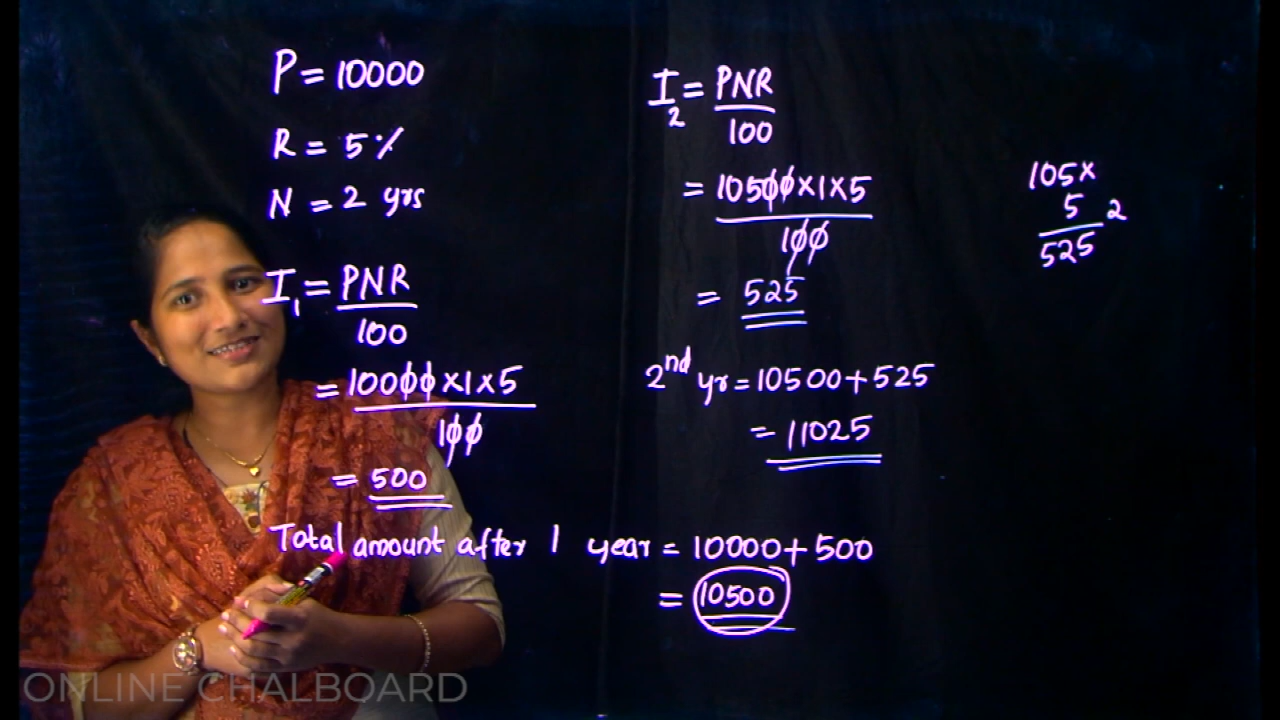 P = 10000
R = 5%
N = 2 yrs
I₁ = PNR
100
= 10000 x 1 x 5
100
= 500
Total amount after 1 year = 10000 + 500
= 10500
I₂ = PNR
100
= 10500 x 1 x 5
100
= 525
2nd yr = 10500 + 525
= 11025
105 x
5 2
525
ONLINE CHALBOARD